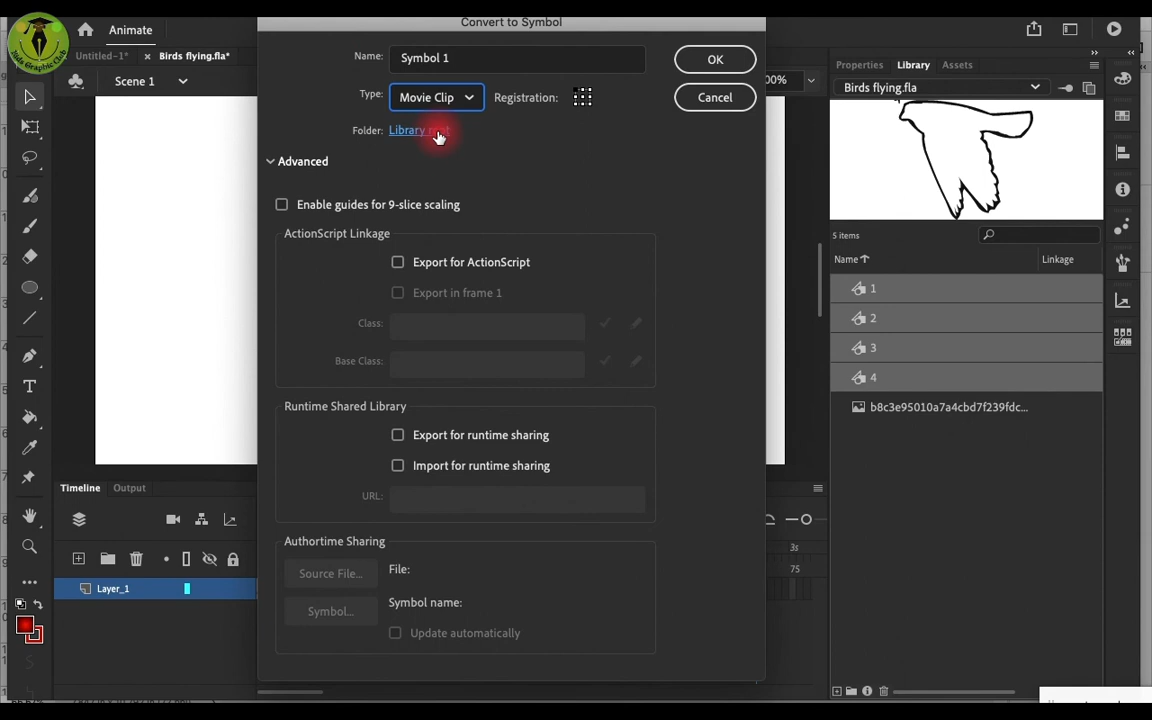 Convert to Symbol
Animate
Untitled-1* × Birds flying.fla*
Scene 1
Name: Symbol 1
OK
Type: Movie Clip Registration:
Cancel
Folder: Library root
Advanced
Enable guides for 9-slice scaling
ActionScript Linkage
Export for ActionScript
Export in frame 1
Class:
Base Class:
Runtime Shared Library
Export for runtime sharing
Import for runtime sharing
URL:
Authortime Sharing
Source File... File:
Symbol... Symbol name:
Update automatically
Properties Library Assets
Birds flying.fla
5 items
Name Linkage
1
2
3
4
b8c3e95010a7a4cbd7f239fdc...
Timeline Output
3s
75
Layer_1